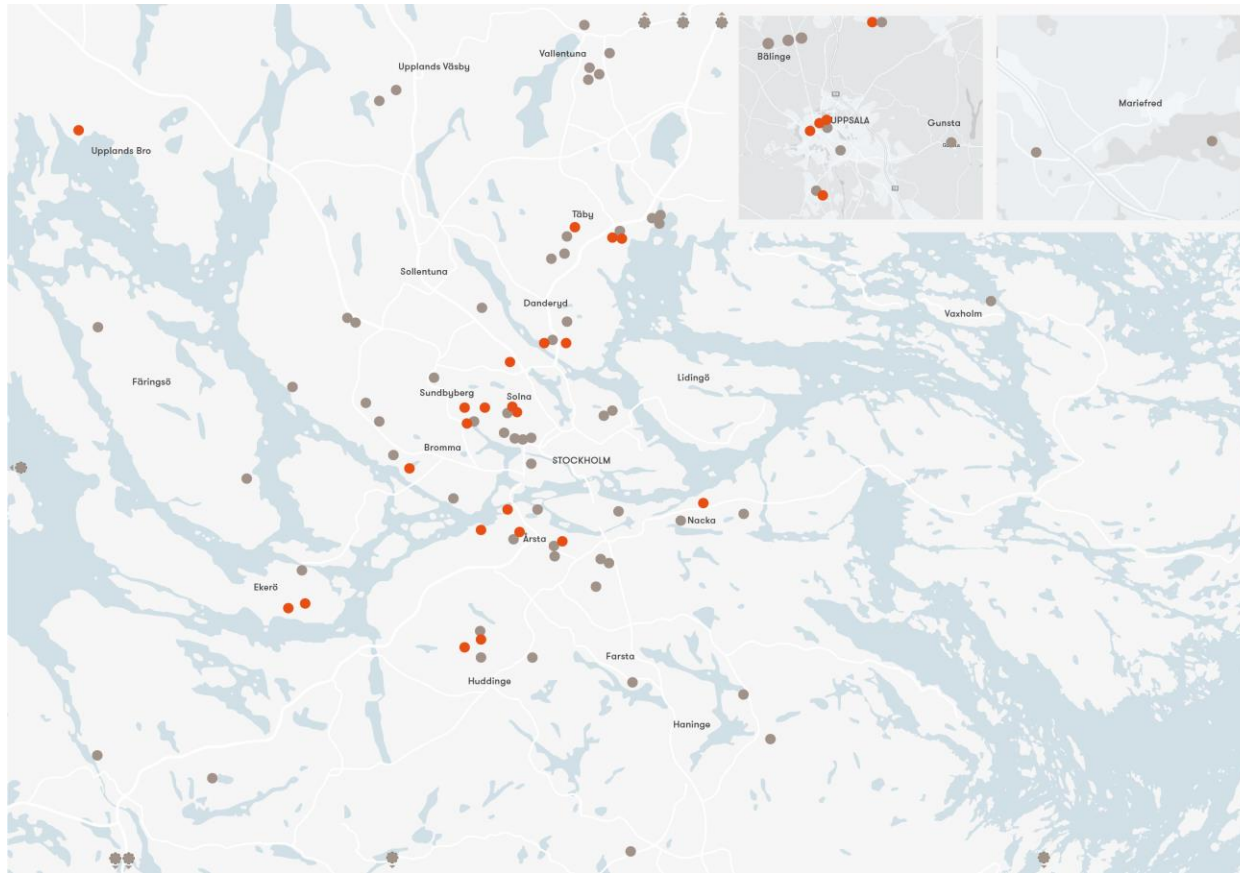 Vallentuna
Upplands Väsby
Bälinge
UPPSALA
Gunsta
Mariefred
Upplands Bro
Täby
Sollentuna
Danderyd
Vaxholm
Färingsö
Lidingö
Sundbyberg
Solna
Bromma
STOCKHOLM
Nacka
Årsta
Ekerö
Farsta
Huddinge
Haninge